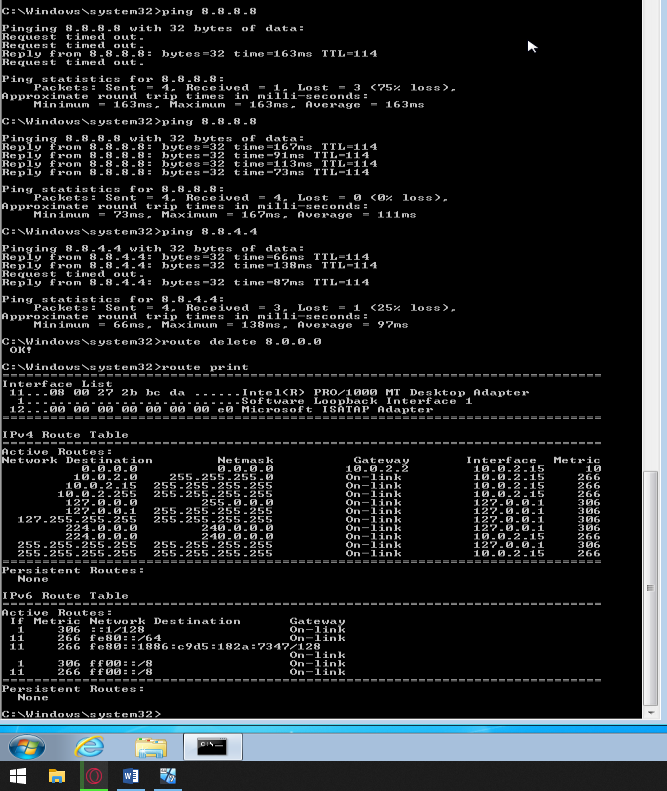 C:\Windows\system32>ping 8.8.8.8
Pinging 8.8.8.8 with 32 bytes of data:
Request timed out.
Request timed out.
Reply from 8.8.8.8: bytes=32 time=163ms TTL=114
Request timed out.
Ping statistics for 8.8.8.8:
    Packets: Sent = 4, Received = 1, Lost = 3 (75% loss),
Approximate round trip times in milli-seconds:
    Minimum = 163ms, Maximum = 163ms, Average = 163ms
C:\Windows\system32>ping 8.8.8.8
Pinging 8.8.8.8 with 32 bytes of data:
Reply from 8.8.8.8: bytes=32 time=167ms TTL=114
Reply from 8.8.8.8: bytes=32 time=91ms TTL=114
Reply from 8.8.8.8: bytes=32 time=113ms TTL=114
Reply from 8.8.8.8: bytes=32 time=73ms TTL=114
Ping statistics for 8.8.8.8:
    Packets: Sent = 4, Received = 4, Lost = 0 (0% loss),
Approximate round trip times in milli-seconds:
    Minimum = 73ms, Maximum = 167ms, Average = 111ms
C:\Windows\system32>ping 8.8.4.4
Pinging 8.8.4.4 with 32 bytes of data:
Reply from 8.8.4.4: bytes=32 time=66ms TTL=114
Reply from 8.8.4.4: bytes=32 time=138ms TTL=114
Request timed out.
Reply from 8.8.4.4: bytes=32 time=87ms TTL=114
Ping statistics for 8.8.4.4:
    Packets: Sent = 4, Received = 3, Lost = 1 (25% loss),
Approximate round trip times in milli-seconds:
    Minimum = 66ms, Maximum = 138ms, Average = 97ms
C:\Windows\system32>route delete 8.0.0.0
 OK!
C:\Windows\system32>route print
===========================================================================
Interface List
 11...08 00 27 2b bc da ......Intel(R) PRO/1000 MT Desktop Adapter
  1...........................Software Loopback Interface 1
 12...00 00 00 00 00 00 00 e0 Microsoft ISATAP Adapter
===========================================================================
IPv4 Route Table
===========================================================================
Active Routes:
Network Destination        Netmask          Gateway       Interface  Metric
          0.0.0.0          0.0.0.0         10.0.2.2        10.0.2.15     10
         10.0.2.0    255.255.255.0         On-link         10.0.2.15    266
        10.0.2.15  255.255.255.255         On-link         10.0.2.15    266
       10.0.2.255  255.255.255.255         On-link         10.0.2.15    266
        127.0.0.0        255.0.0.0         On-link         127.0.0.1    306
        127.0.0.1  255.255.255.255         On-link         127.0.0.1    306
  127.255.255.255  255.255.255.255         On-link         127.0.0.1    306
        224.0.0.0        240.0.0.0         On-link         127.0.0.1    306
        224.0.0.0        240.0.0.0         On-link         10.0.2.15    266
  255.255.255.255  255.255.255.255         On-link         127.0.0.1    306
  255.255.255.255  255.255.255.255         On-link         10.0.2.15    266
===========================================================================
Persistent Routes:
  None
IPv6 Route Table
===========================================================================
Active Routes:
 If Metric Network Destination      Gateway
  1    306 ::1/128                  On-link
 11    266 fe80::/64                On-link
 11    266 fe80::1886:c9d5:182a:7347/128
                                    On-link
  1    306 ff00::/8                 On-link
 11    266 ff00::/8                 On-link
===========================================================================
Persistent Routes:
  None
C:\Windows\system32>